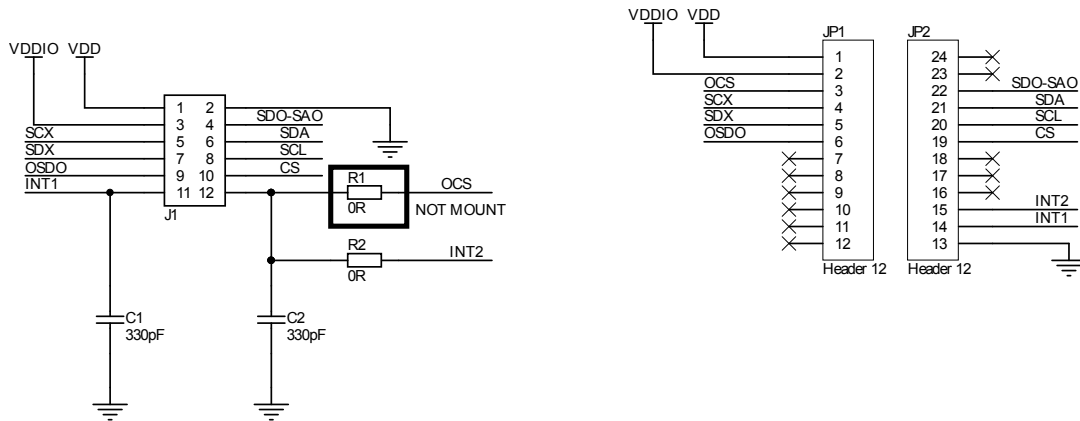 VDDIO VDD
1 2
3 4 SDO-SAO
SCX 5 6 SDA
SDX 7 8 SCL
OSDO 9 10 CS
INT1 11 12
J1
R1
0R
OCS
NOT MOUNT
R2
0R
INT2
C1
330pF
C2
330pF
VDDIO VDD
JP1
1
2
OCS 3
SCX 4
SDX 5
OSDO 6
7
8
9
10
11
12
Header 12
JP2
24
23
22 SDO-SAO
21 SDA
20 SCL
19 CS
18
17
16
15 INT2
14 INT1
13
Header 12